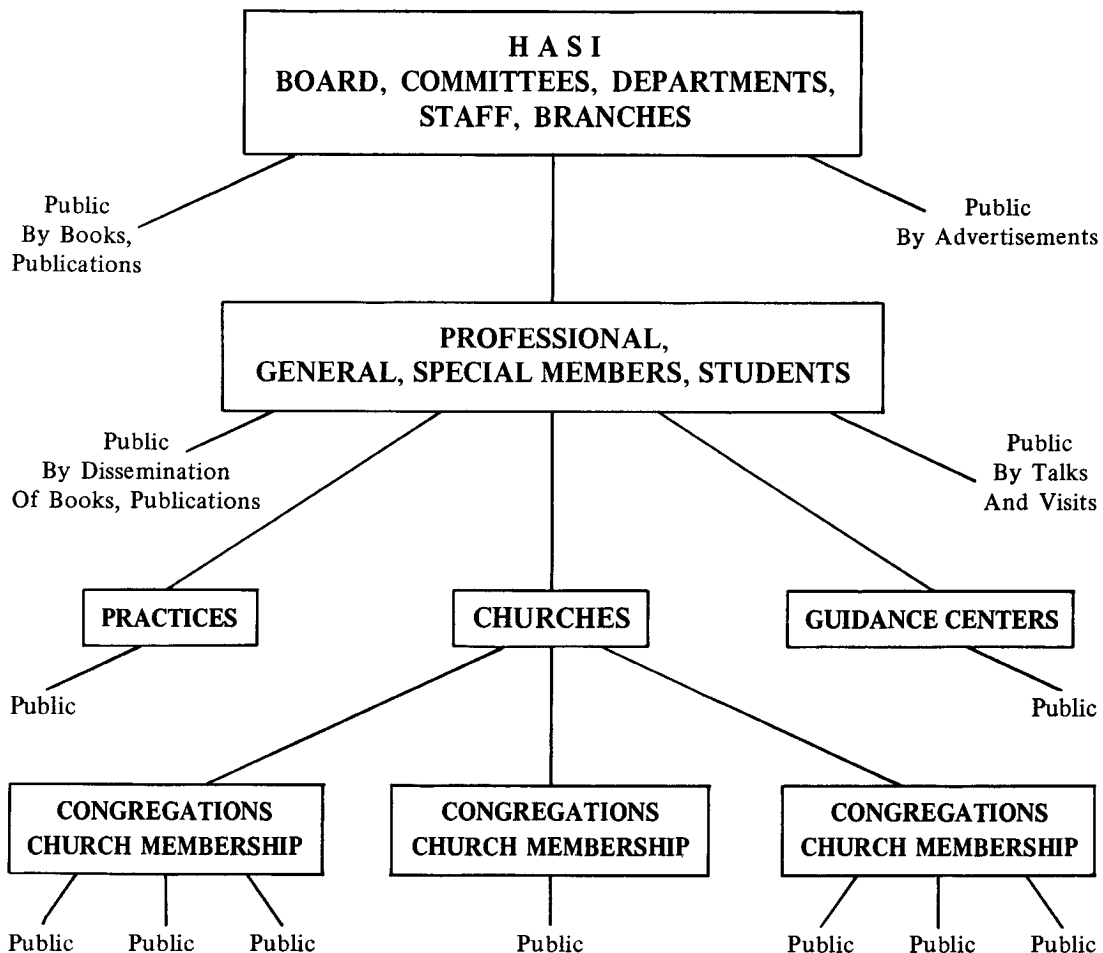 H A S I
BOARD, COMMITTEES, DEPARTMENTS,
STAFF, BRANCHES
Public
By Books,
Publications
Public
By Advertisements
PROFESSIONAL,
GENERAL, SPECIAL MEMBERS, STUDENTS
Public
By Dissemination
Of Books, Publications
Public
By Talks
And Visits
PRACTICES
CHURCHES
GUIDANCE CENTERS
Public
Public
CONGREGATIONS
CHURCH MEMBERSHIP
CONGREGATIONS
CHURCH MEMBERSHIP
CONGREGATIONS
CHURCH MEMBERSHIP
Public
Public
Public
Public
Public
Public
Public